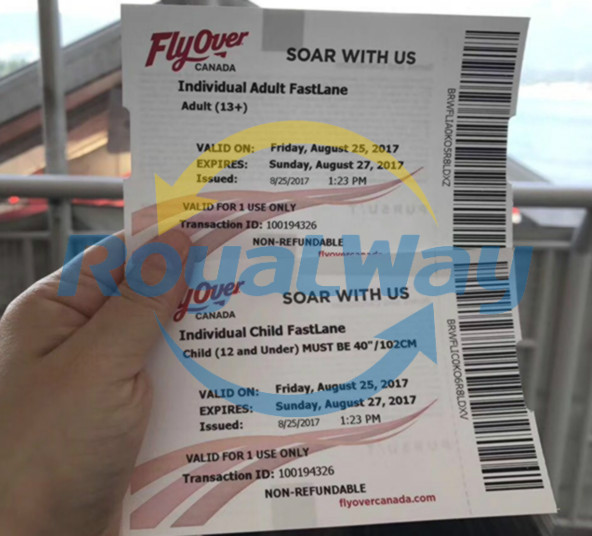 FlyOver
CANADA
SOAR WITH US
Individual Adult FastLane
Adult (13+)
VALID ON: Friday, August 25, 2017
EXPIRES: Sunday, August 27, 2017
Issued: 8/25/2017 1:23 PM
VALID FOR 1 USE ONLY
Transaction ID: 100194326
NON-REFUNDABLE
flyovercanada
RoualWay
yOver
CANADA
SOAR WITH US
Individual Child FastLane
Child (12 and Under) MUST BE 40"/102CM
VALID ON: Friday, August 25, 2017
EXPIRES: Sunday, August 27, 2017
Issued: 8/25/2017 1:23 PM
VALID FOR 1 USE ONLY
Transaction ID: 100194326
NON-REFUNDABLE
flyovercanada.com